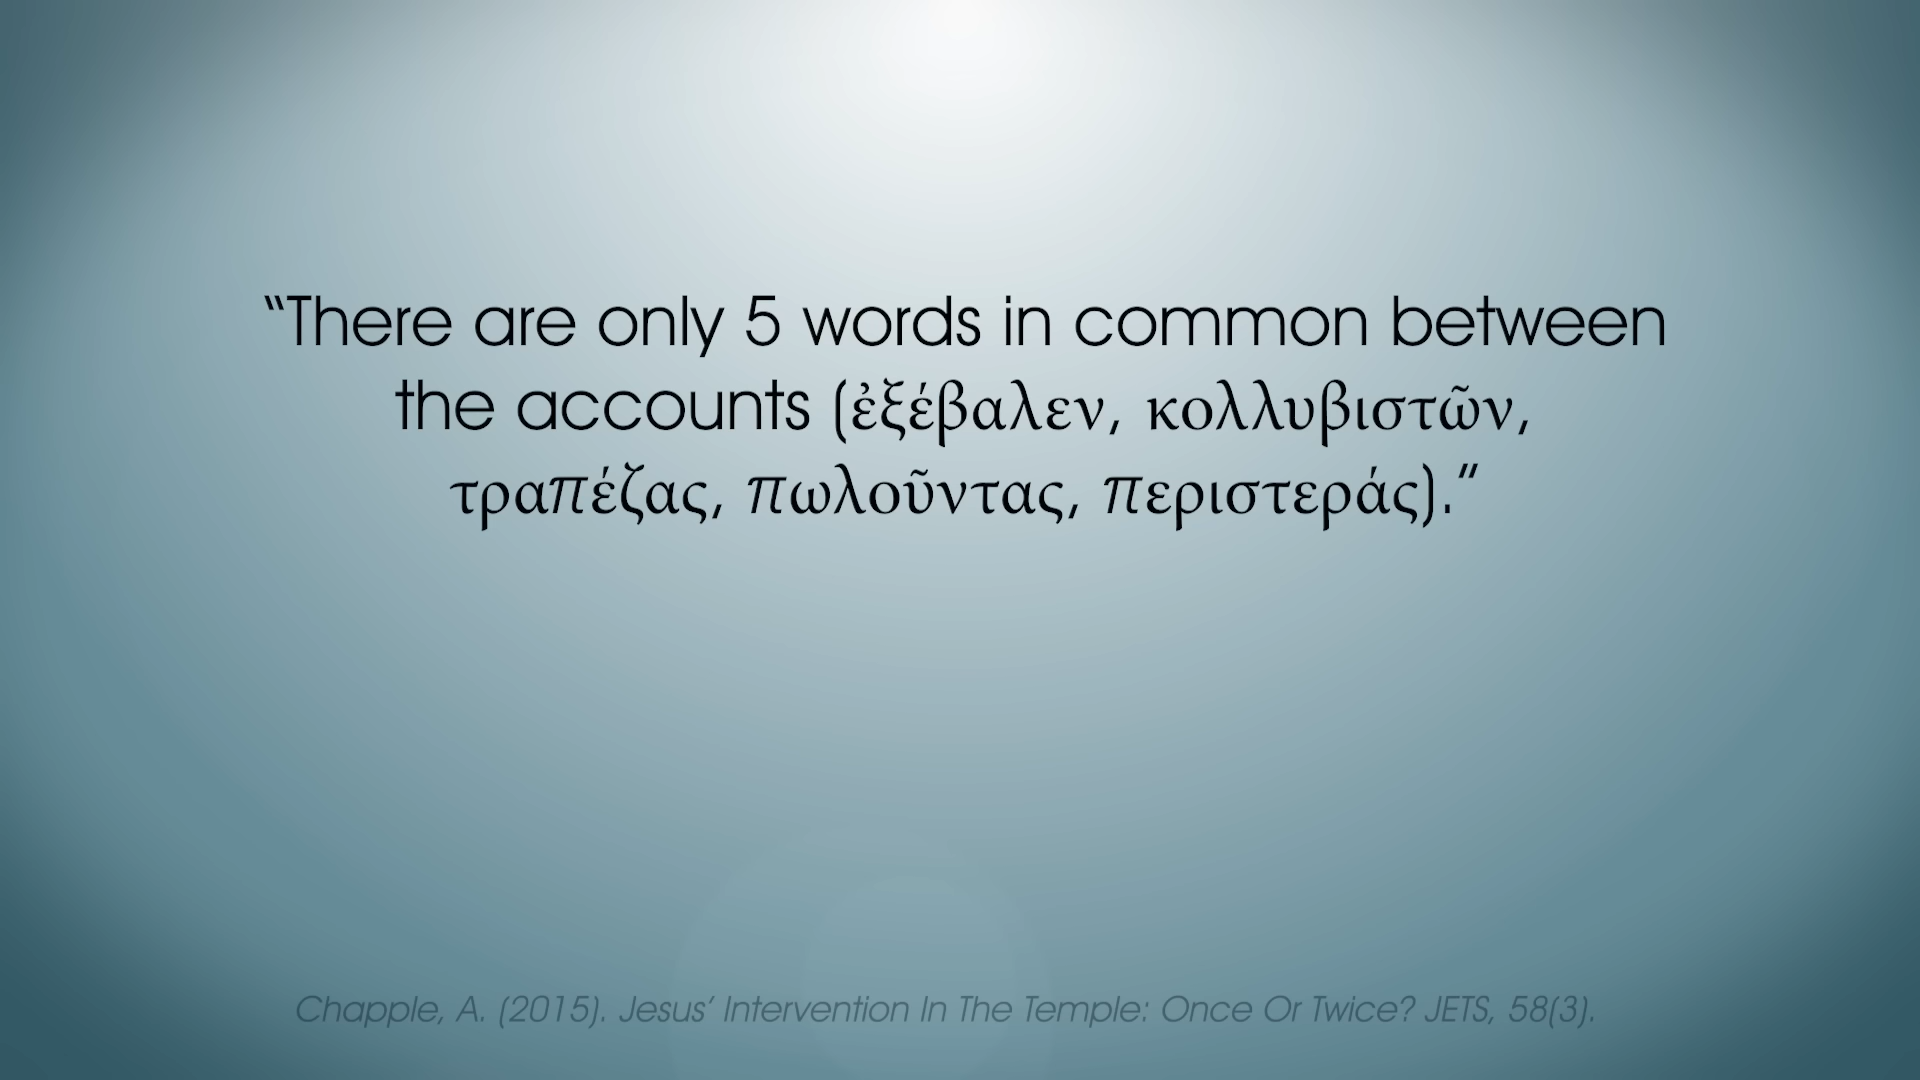 “There are only 5 words in common between
the accounts (ἐξέβαλεν, κολλυβιστῶν,
τραπέζας, πωλοῦντας, περιστεράς).”
Chapple, A. (2015). Jesus’ Intervention In The Temple: Once Or Twice? JETS, 58(3).